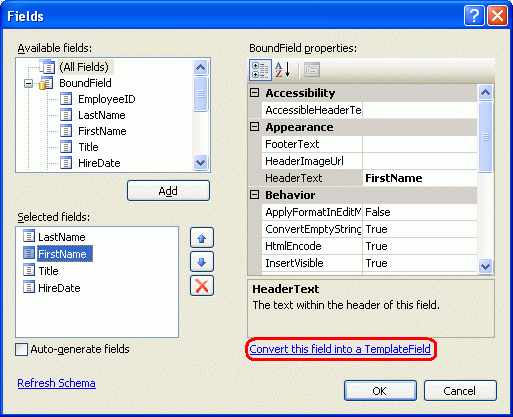 Fields
Available fields:
(All Fields)
BoundField
EmployeeID
LastName
FirstName
Title
HireDate
Add
Selected fields:
LastName
FirstName
Title
HireDate
Auto-generate fields
Refresh Schema
BoundField properties:
Accessibility
AccessibleHeaderTe
Appearance
FooterText
HeaderImageUrl
HeaderText FirstName
Behavior
ApplyFormatInEditM False
ConvertEmptyString True
HtmlEncode True
InsertVisible True
HeaderText
The text within the header of this field.
Convert this field into a TemplateField
OK Cancel